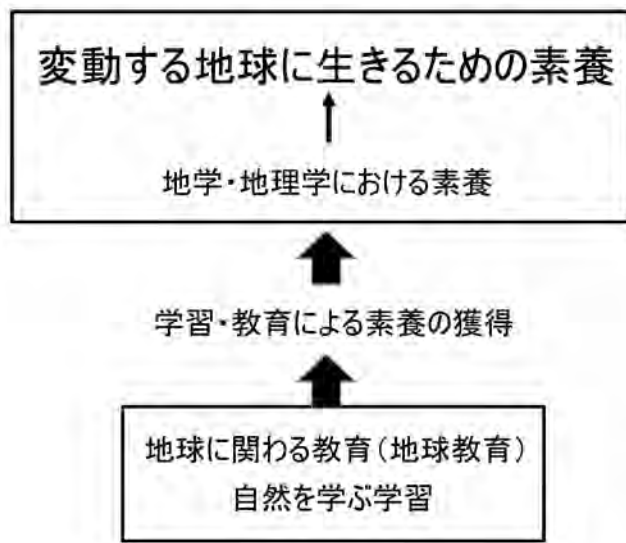 変動する地球に生きるための素養
地学・地理学における素養
学習・教育による素養の獲得
地球に関わる教育(地球教育)
自然を学ぶ学習